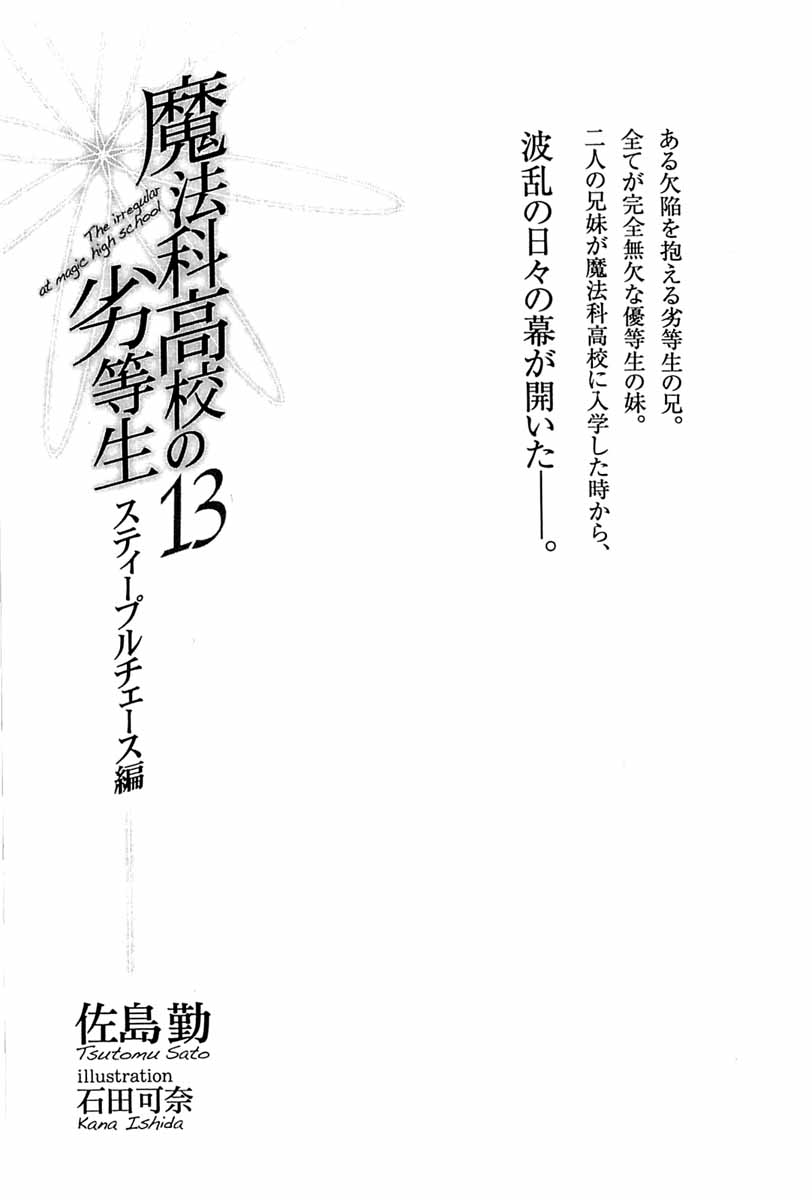 ある欠陥を抱える劣等生の兄。
全てが完全無欠な優等生の妹。
二人の兄妹が魔法科高校に入学した時から、
波乱の日々の幕が開いた——。
魔法科高校の
劣等生
The irregular
at magic high school
13
スティープルチェース編
佐島 勤
Tsutomu Sato
illustration
石田可奈
Kana Ishida